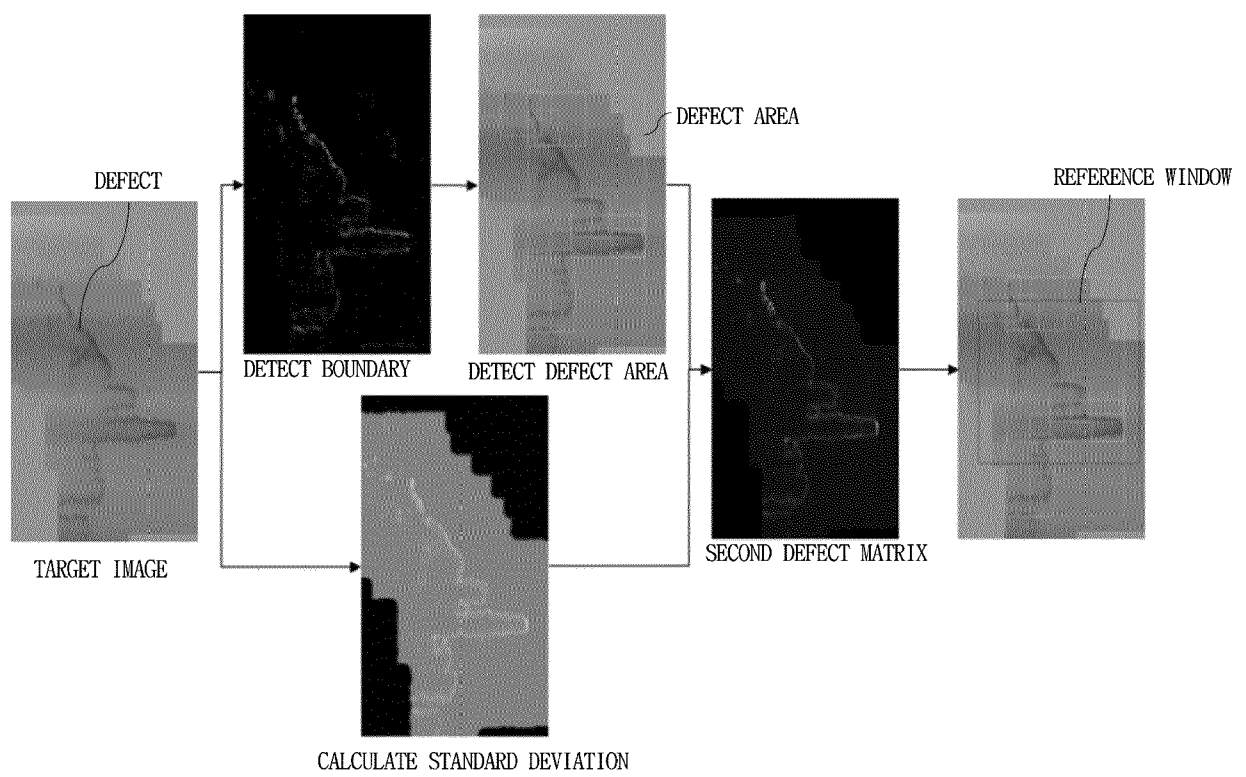 DEFECT AREA
DEFECT
REFERENCE WINDOW
DETECT BOUNDARY
DETECT DEFECT AREA
SECOND DEFECT MATRIX
TARGET IMAGE
CALCULATE STANDARD DEVIATION